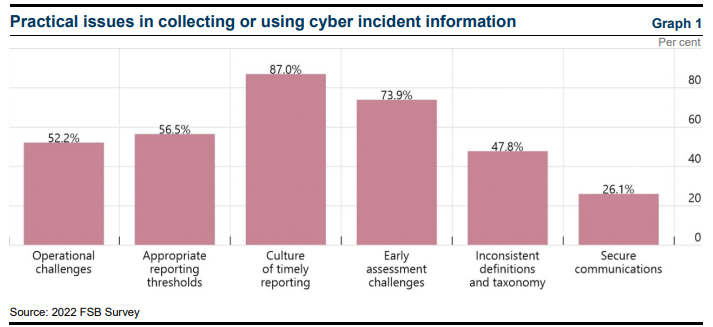 Practical issues in collecting or using cyber incident information
Graph 1
Per cent
87.0%
73.9%
56.5%
52.2%
47.8%
26.1%
80
60
40
20
0
Operational
challenges
Appropriate
reporting
thresholds
Culture
of timely
reporting
Early
assessment
challenges
Inconsistent
definitions
and taxonomy
Secure
communications
Source: 2022 FSB Survey